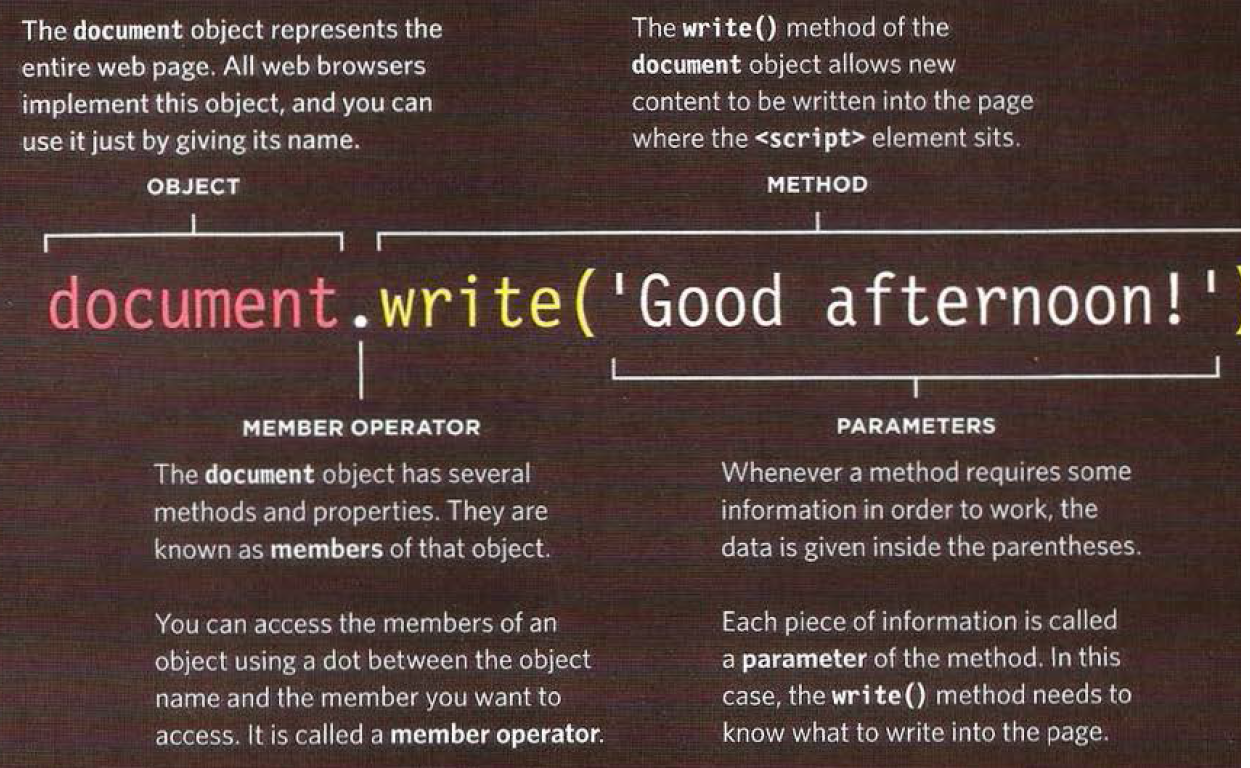 The document object represents the
entire web page. All web browsers
implement this object, and you can
use it just by giving its name.
The write() method of the
document object allows new
content to be written into the page
where the <script> element sits.
OBJECT
METHOD
document.write('Good afternoon!')
MEMBER OPERATOR
The document object has several
methods and properties. They are
known as members of that object.
You can access the members of an
object using a dot between the object
name and the member you want to
access. It is called a member operator.
PARAMETERS
Whenever a method requires some
information in order to work, the
data is given inside the parentheses.
Each piece of information is called
a parameter of the method. In this
case, the write() method needs to
know what to write into the page.